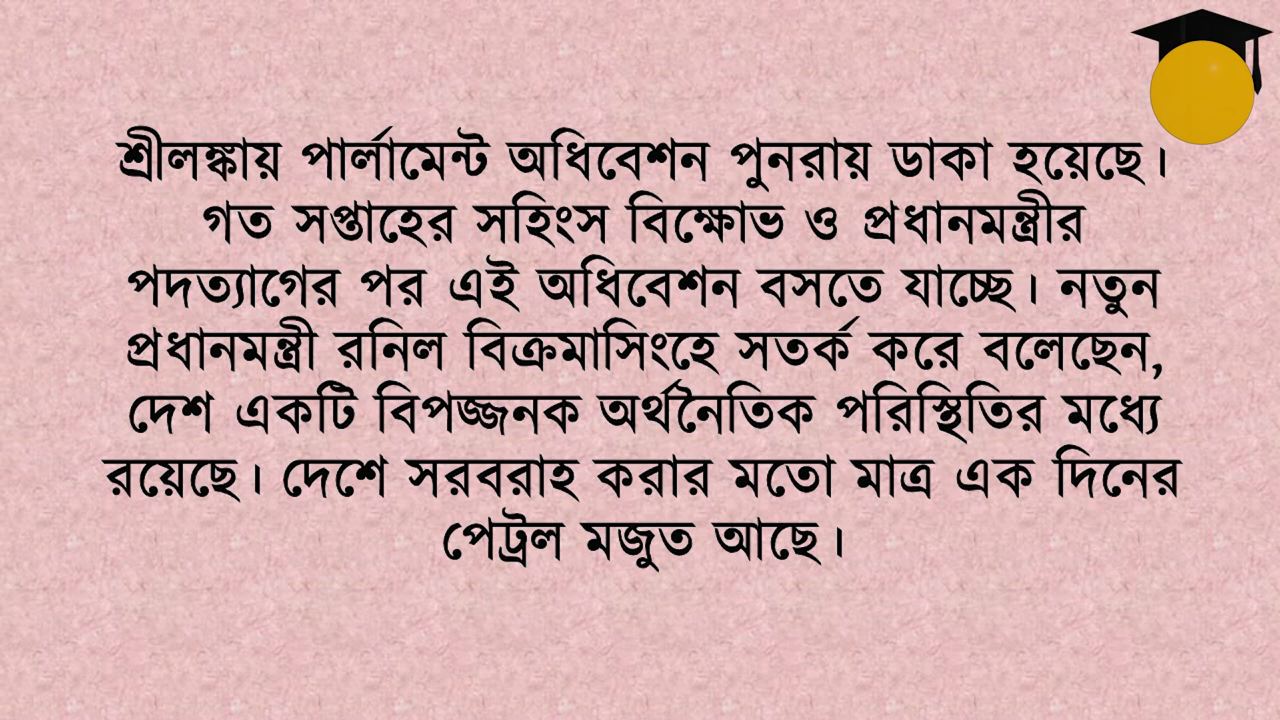 শ্রীলঙ্কায় পার্লামেন্ট অধিবেশন পুনরায় ডাকা হয়েছে।
গত সপ্তাহের সহিংস বিক্ষোভ ও প্রধানমন্ত্রীর
পদত্যাগের পর এই অধিবেশন বসতে যাচ্ছে। নতুন
প্রধানমন্ত্রী রনিল বিক্রমাসিংহে সতর্ক করে বলেছেন,
দেশ একটি বিপজ্জনক অর্থনৈতিক পরিস্থিতির মধ্যে
রয়েছে। দেশে সরবরাহ করার মতো মাত্র এক দিনের
পেট্রল মজুত আছে।